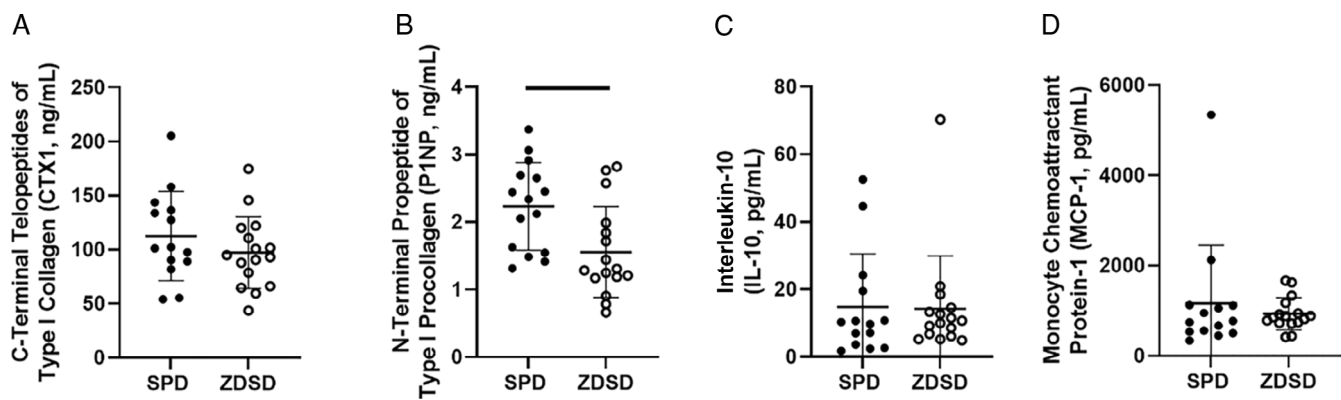 A
C-Terminal Telopeptides of
Type I Collagen (CTX1, ng/mL)
250
200
150
100
50
0
SPD
ZDSD
B
N-Terminal Propeptide of
Type I Procollagen (P1NP, ng/mL)
4
3
2
1
0
SPD
ZDSD
C
Interleukin-10
(IL-10, pg/mL)
80
60
40
20
0
SPD
ZDSD
D
Monocyte Chemoattractant
Protein-1 (MCP-1, pg/mL)
6000
4000
2000
0
SPD
ZDSD